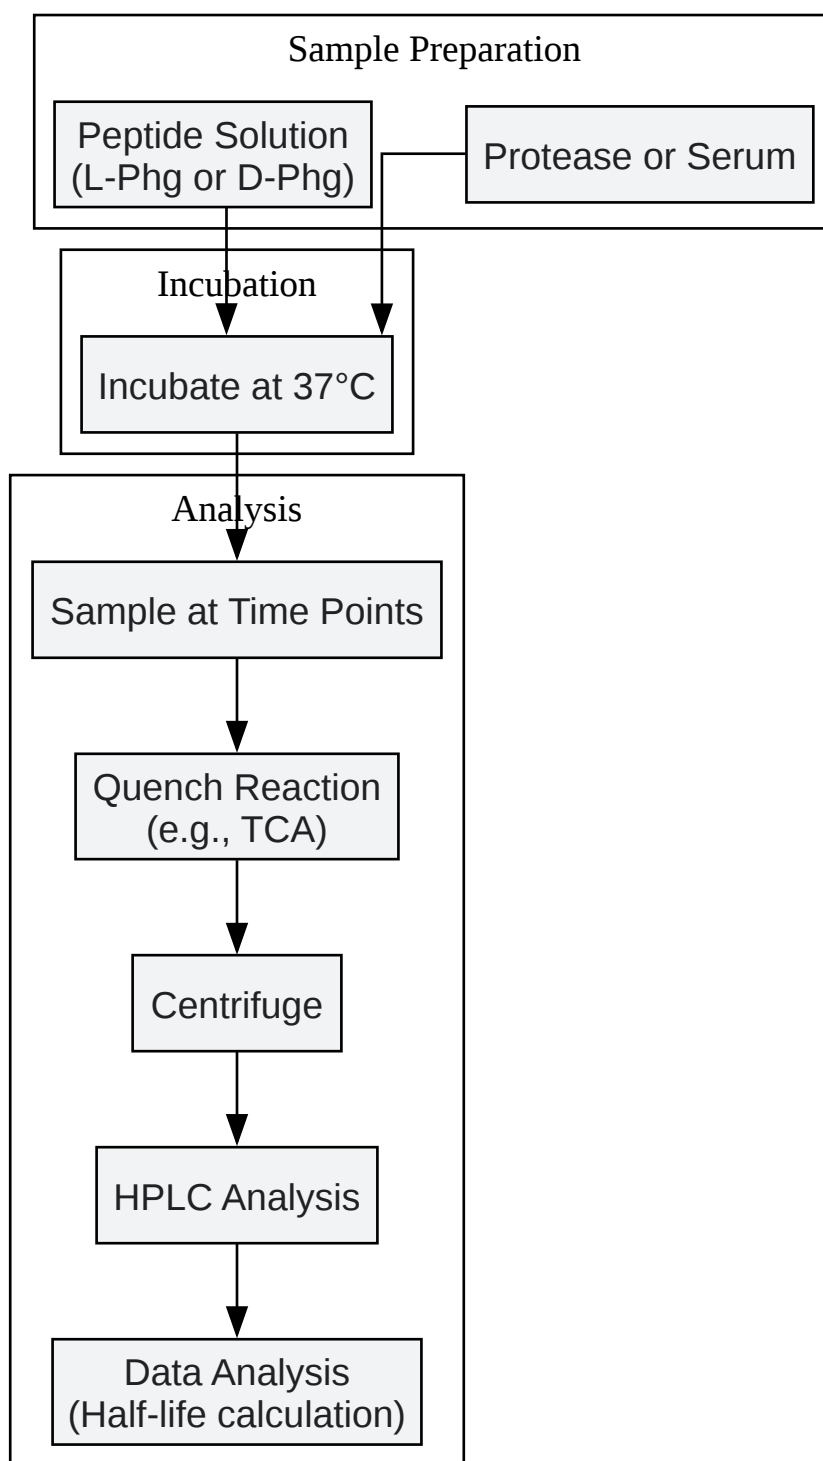 Sample Preparation
Peptide Solution
(L-Phg or D-Phg)
Protease or Serum
Incubation
Incubate at 37°C
Analysis
Sample at Time Points
Quench Reaction
(e.g., TCA)
Centrifuge
HPLC Analysis
Data Analysis
(Half-life calculation)